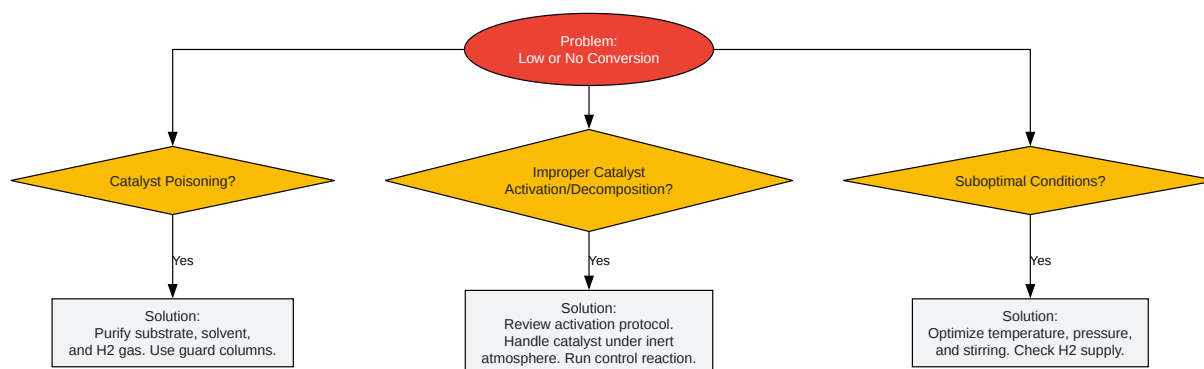 Problem:
Low or No Conversion
Catalyst Poisoning?
Improper Catalyst
Activation/Decomposition?
Suboptimal Conditions?
Yes
Yes
Yes
Solution:
Purify substrate, solvent,
and H2 gas. Use guard columns.
Solution:
Review activation protocol.
Handle catalyst under inert
atmosphere. Run control reaction.
Solution:
Optimize temperature, pressure,
and stirring. Check H2 supply.